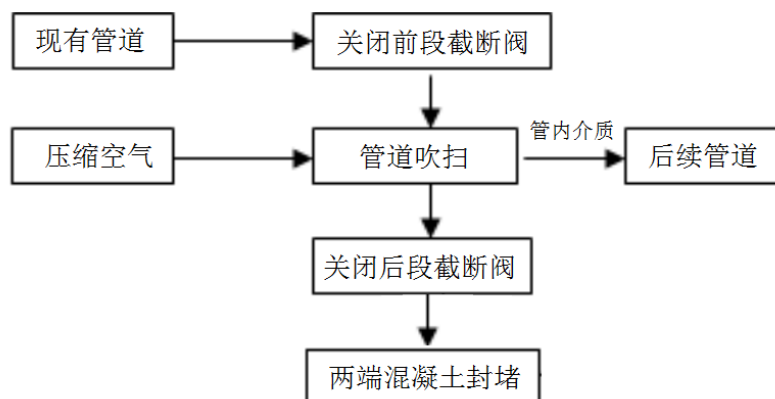 现有管道
关闭前段截断阀
压缩空气
管道吹扫
管内介质
后续管道
关闭后段截断阀
两端混凝土封堵